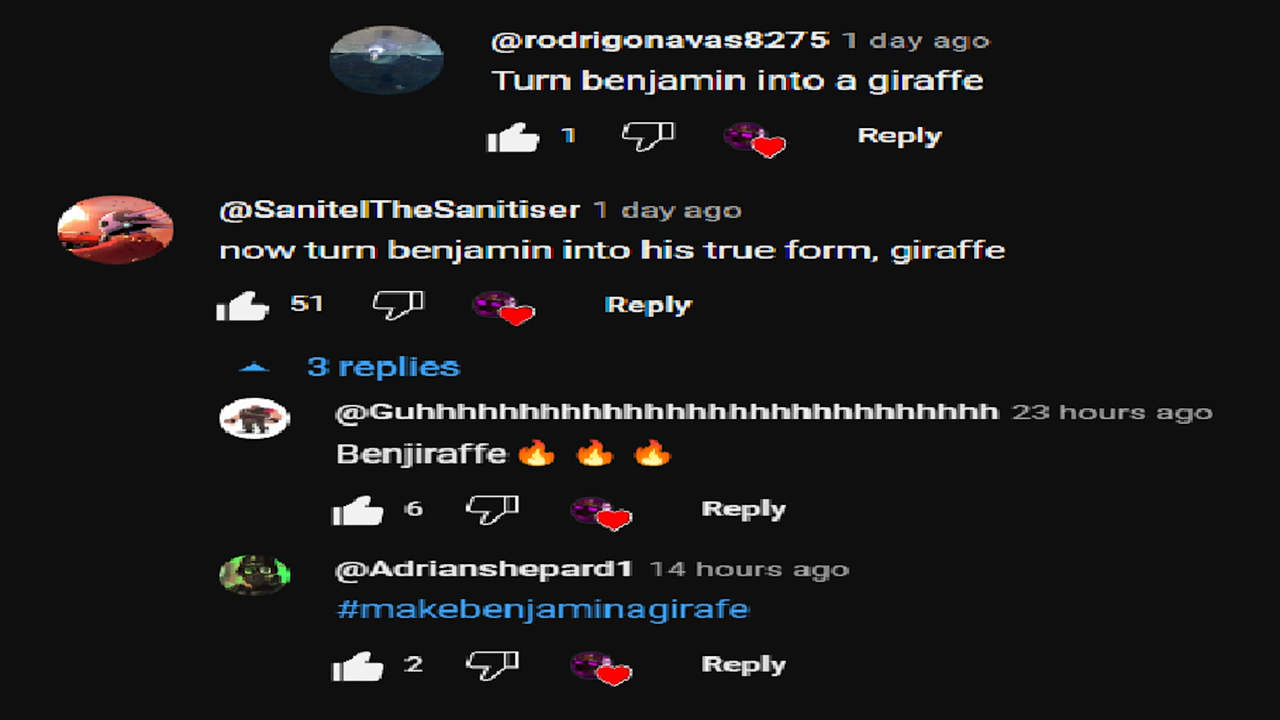 @rodrigonavas8275 1 day ago
Turn benjamin into a giraffe
1 Reply
@SanitelTheSanitiser 1 day ago
now turn benjamin into his true form, giraffe
51 Reply
3 replies
@Guhhhhhhhhhhhhhhhhhhhhhhhhhhhh 23 hours ago
Benjiraffe 🔥 🔥 🔥
6 Reply
@Adrianshepard1 14 hours ago
#makebenjaminagirafe
2 Reply